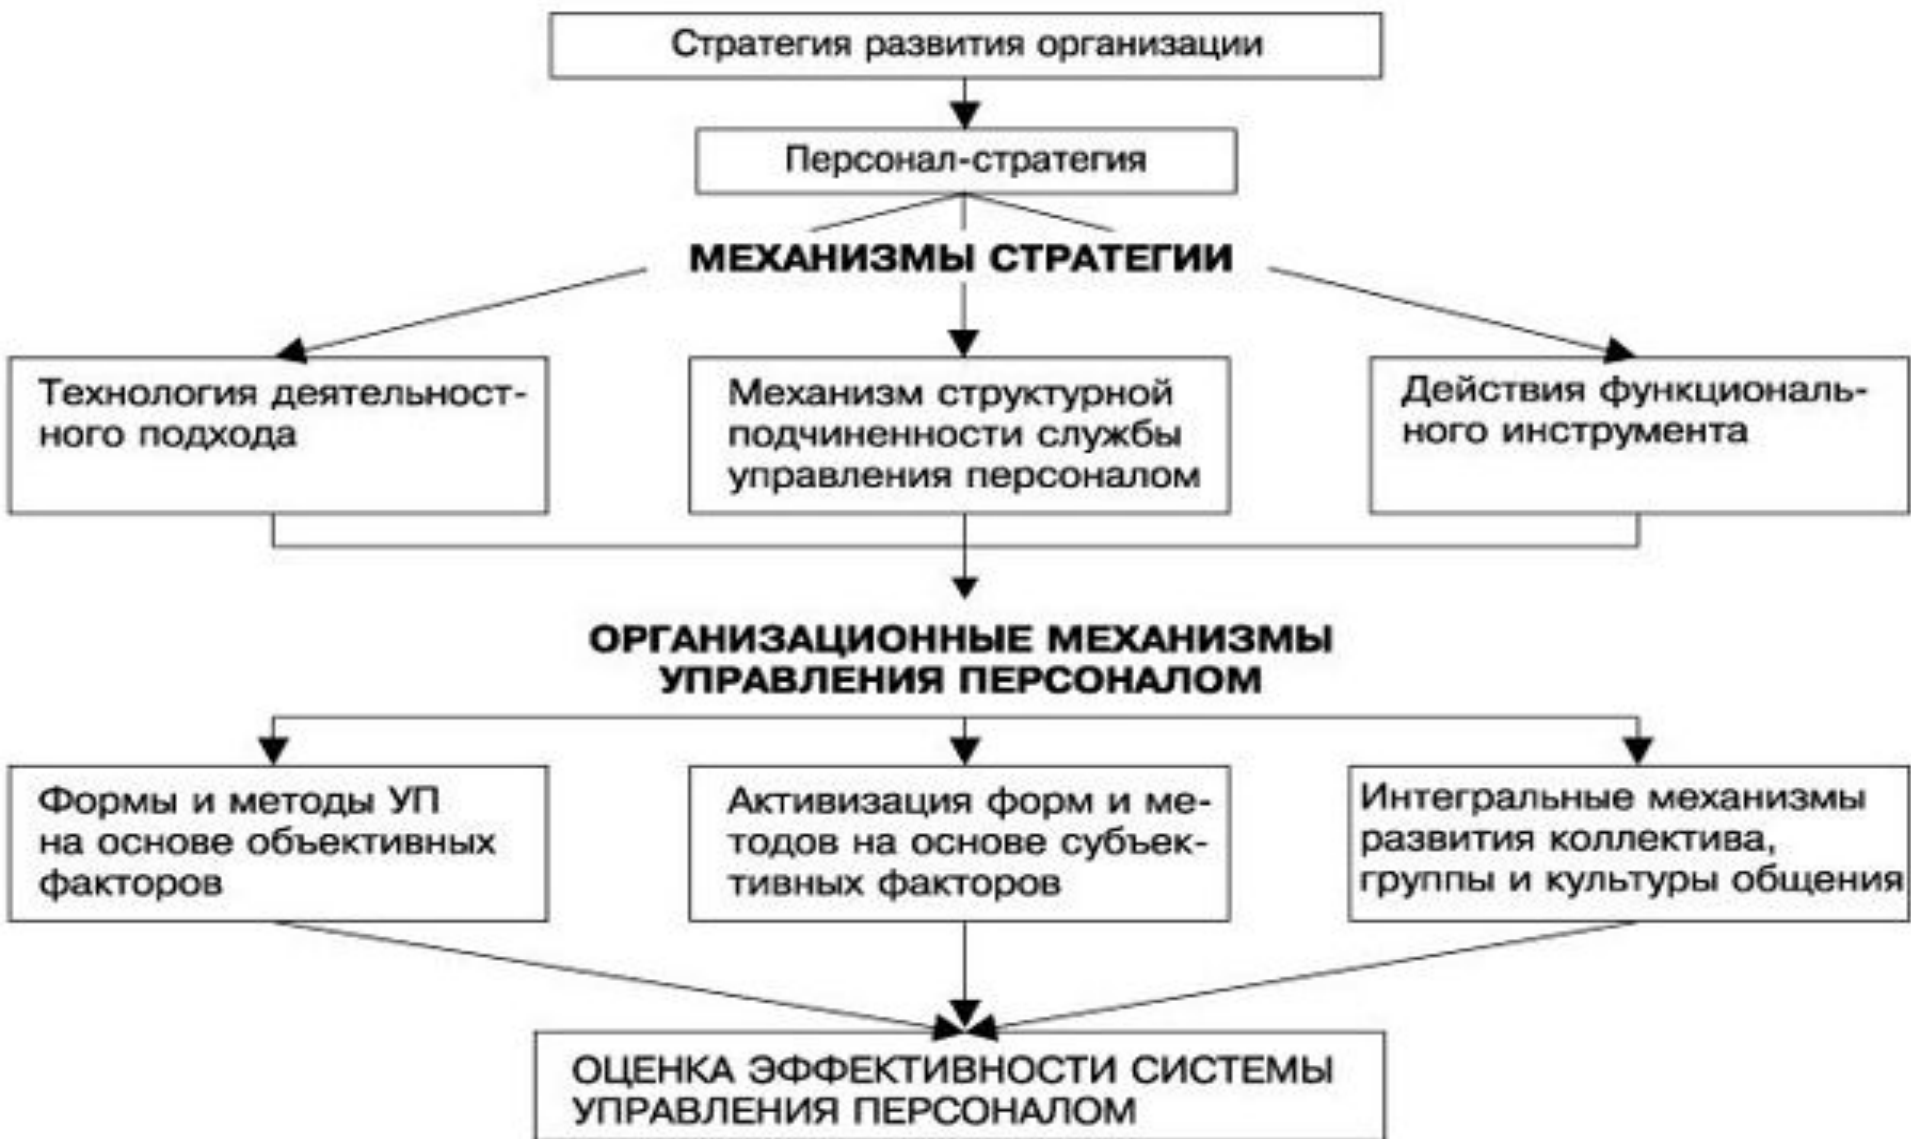 Стратегия развития организации
Персонал-стратегия
МЕХАНИЗМЫ СТРАТЕГИИ
Технология деятельност-
ного подхода
Механизм структурной
подчиненности службы
управления персоналом
Действия функциональ-
ного инструмента
ОРГАНИЗАЦИОННЫЕ МЕХАНИЗМЫ
УПРАВЛЕНИЯ ПЕРСОНАЛОМ
Формы и методы УП
на основе объективных
факторов
Активизация форм и ме-
тодов на основе субъек-
тивных факторов
Интегральные механизмы
развития коллектива,
группы и культуры общения
ОЦЕНКА ЭФФЕКТИВНОСТИ СИСТЕМЫ
УПРАВЛЕНИЯ ПЕРСОНАЛОМ